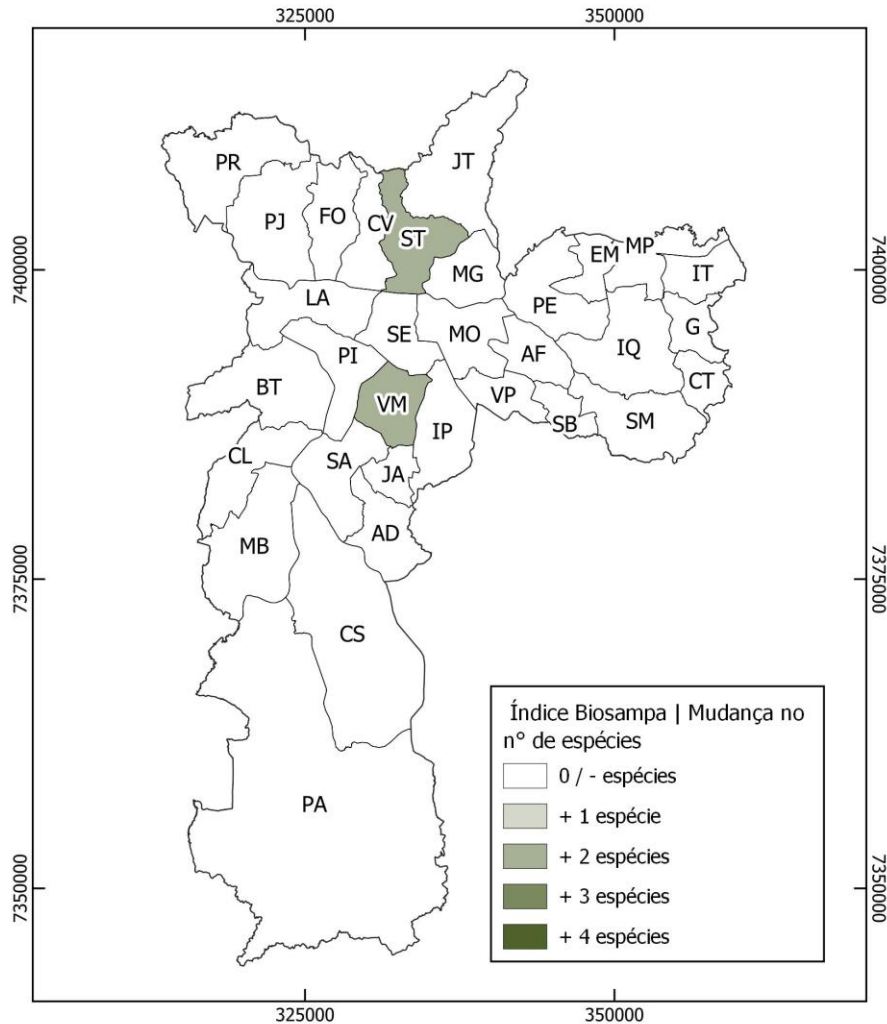 325000
350000
7400000
7400000
7375000
7375000
7350000
7350000
PR
JT
PJ
FO
CV
ST
MG
EM
MP
IT
LA
PE
SE
MO
G
IQ
AF
PI
CT
BT
VM
VP
IP
SB
SM
CL
SA
JA
MB
AD
CS
PA
Índice Biosampa | Mudança no
n° de espécies
0 / - espécies
+ 1 espécie
+ 2 espécies
+ 3 espécies
+ 4 espécies
325000
350000